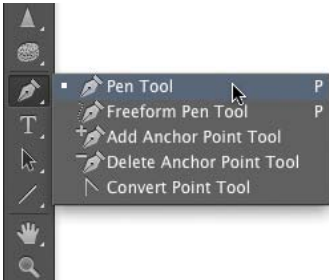 Pen Tool P
Freeform Pen Tool P
Add Anchor Point Tool
Delete Anchor Point Tool
Convert Point Tool
T